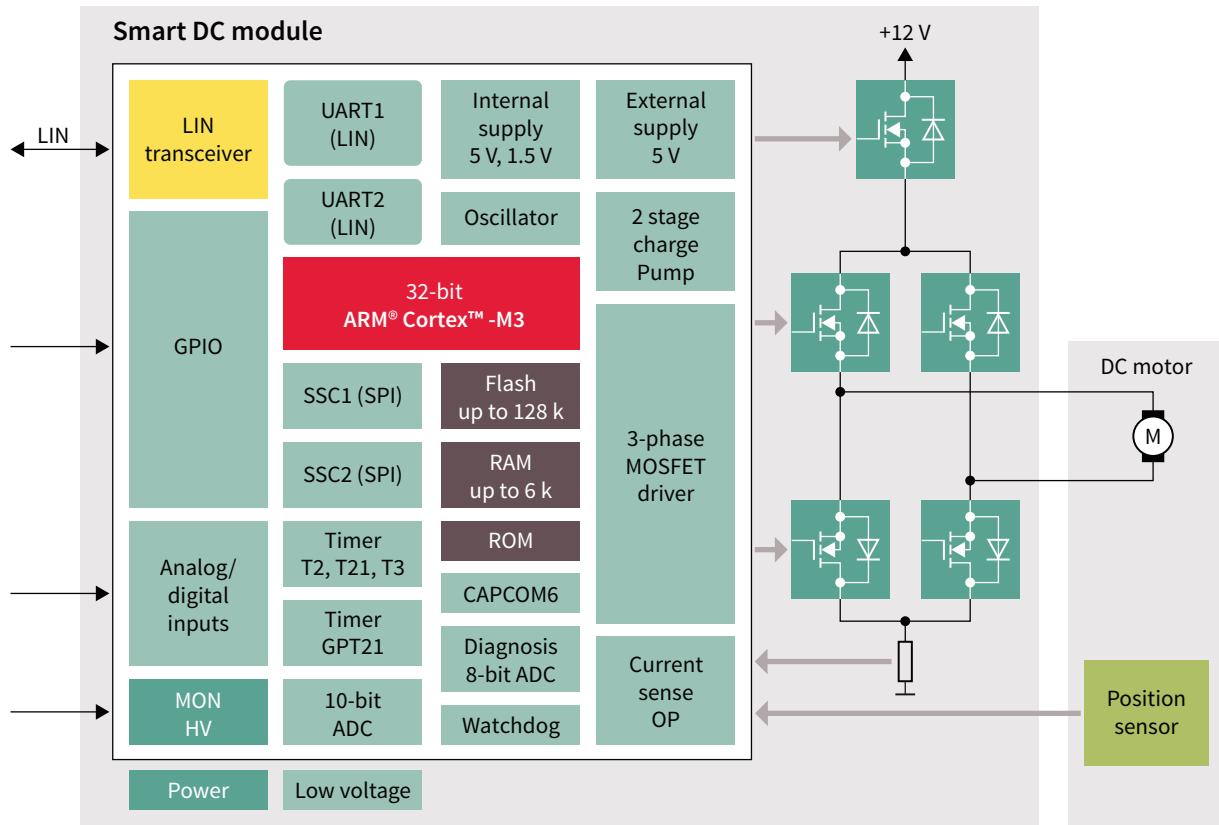 Smart DC module
+12 V
LIN
LIN
transceiver
UART1
(LIN)
Internal
supply
5 V, 1.5 V
External
supply
5 V
UART2
(LIN)
Oscillator
2 stage
charge
Pump
GPIO
32-bit
ARM® Cortex™ -M3
SSC1 (SPI)
Flash
up to 128 k
3-phase
MOSFET
driver
DC motor
M
SSC2 (SPI)
RAM
up to 6 k
Analog/
digital
inputs
Timer
T2, T21, T3
ROM
CAPCOM6
Timer
GPT21
Diagnosis
8-bit ADC
Current
sense
OP
MON
HV
10-bit
ADC
Watchdog
Position
sensor
Power
Low voltage